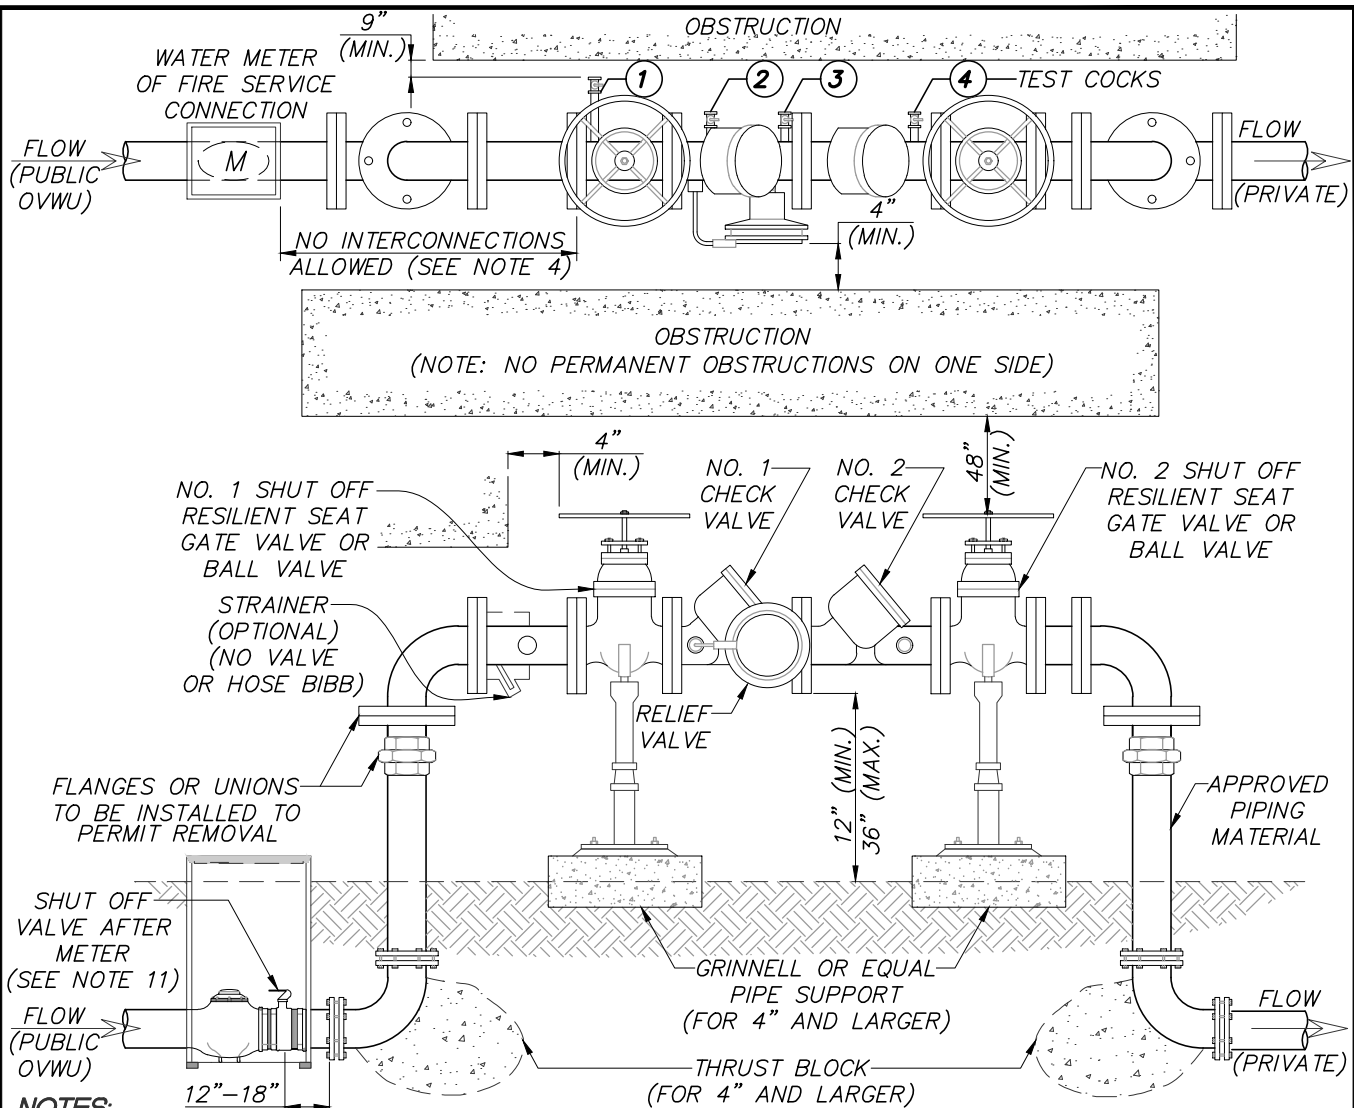 OBSTRUCTION
9"
(MIN.)
WATER METER
OF FIRE SERVICE
CONNECTION
1
2
3
4
TEST COCKS
FLOW
(PUBLIC
OVWU)
M
FLOW
(PRIVATE)
4"
(MIN.)
NO INTERCONNECTIONS
ALLOWED (SEE NOTE 4)
OBSTRUCTION
(NOTE: NO PERMANENT OBSTRUCTIONS ON ONE SIDE)
4"
(MIN.)
48"
(MIN.)
NO. 1 SHUT OFF
RESILIENT SEAT
GATE VALVE OR
BALL VALVE
NO. 1
CHECK
VALVE
NO. 2
CHECK
VALVE
NO. 2 SHUT OFF
RESILIENT SEAT
GATE VALVE OR
BALL VALVE
STRAINER
(OPTIONAL)
(NO VALVE
OR HOSE BIBB)
RELIEF
VALVE
12" (MIN.)
36" (MAX.)
FLANGES OR UNIONS
TO BE INSTALLED TO
PERMIT REMOVAL
APPROVED
PIPING
MATERIAL
SHUT OFF
VALVE AFTER
METER
(SEE NOTE 11)
GRINNELL OR EQUAL
PIPE SUPPORT
(FOR 4" AND LARGER)
FLOW
(PUBLIC
OVWU)
FLOW
(PRIVATE)
THRUST BLOCK
(FOR 4" AND LARGER)
12"-18"
NOTES: